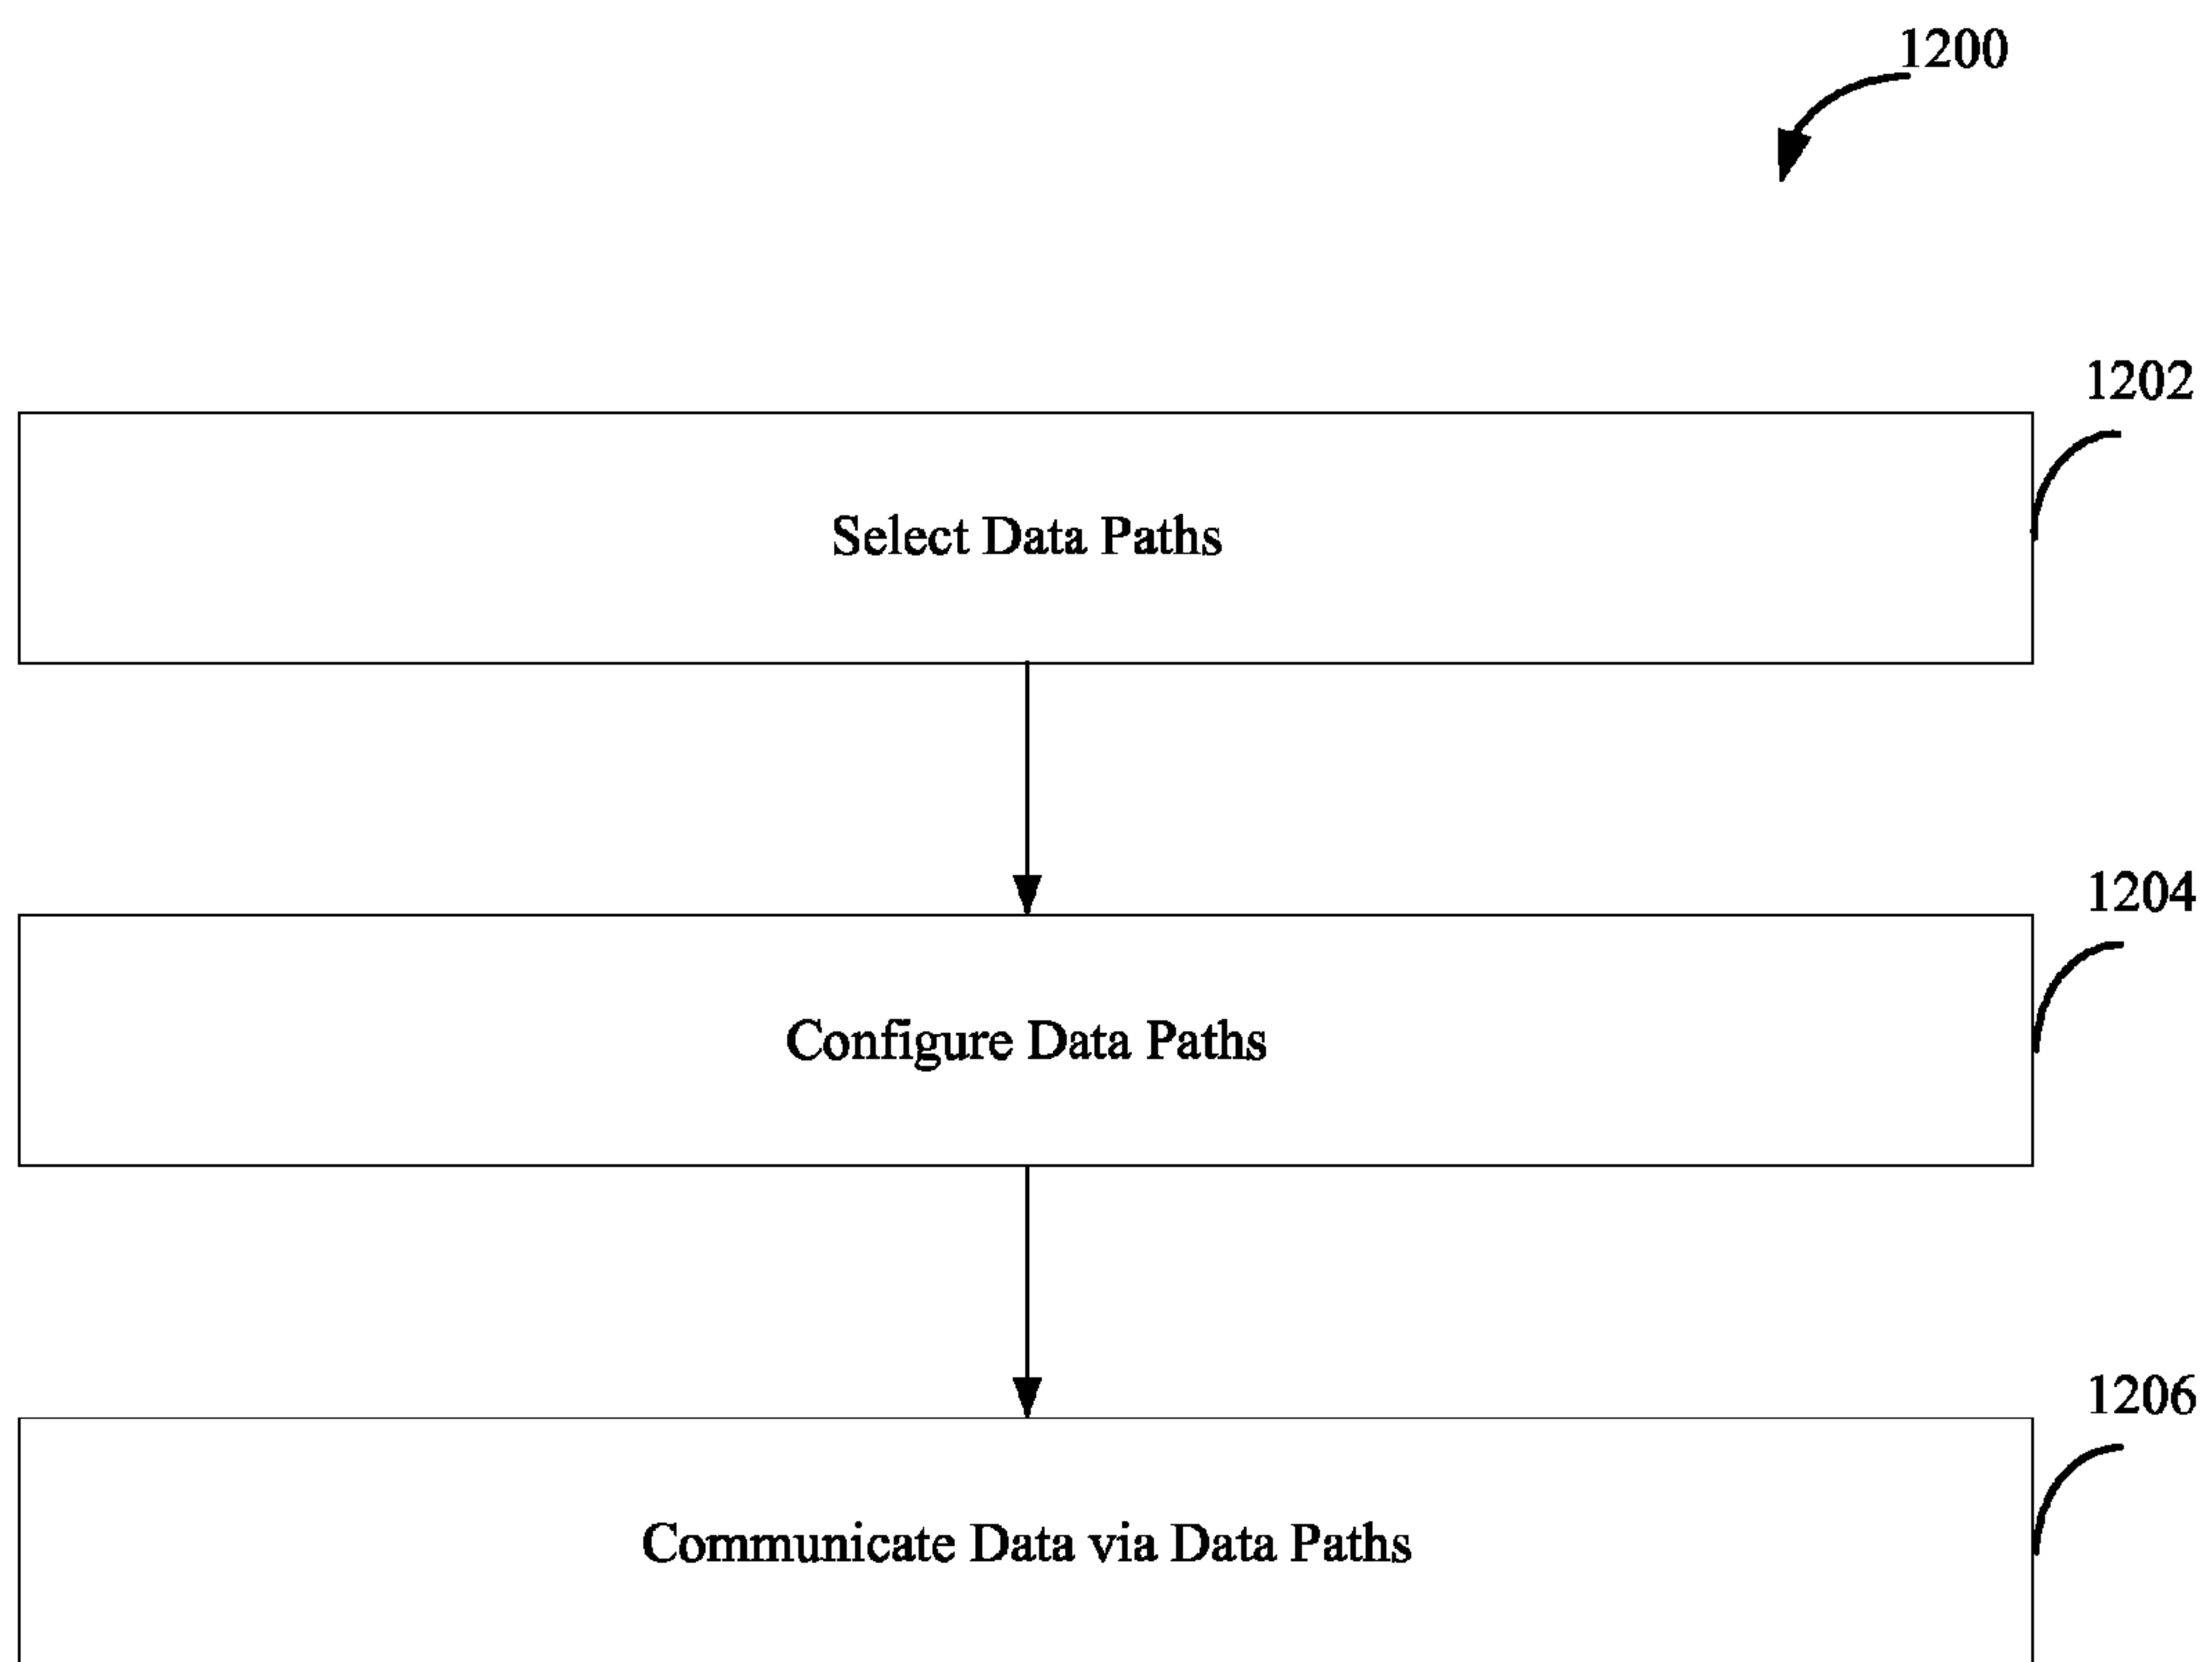 1200
1202
Select Data Paths
1204
Configure Data Paths
1206
Communicate Data via Data Paths